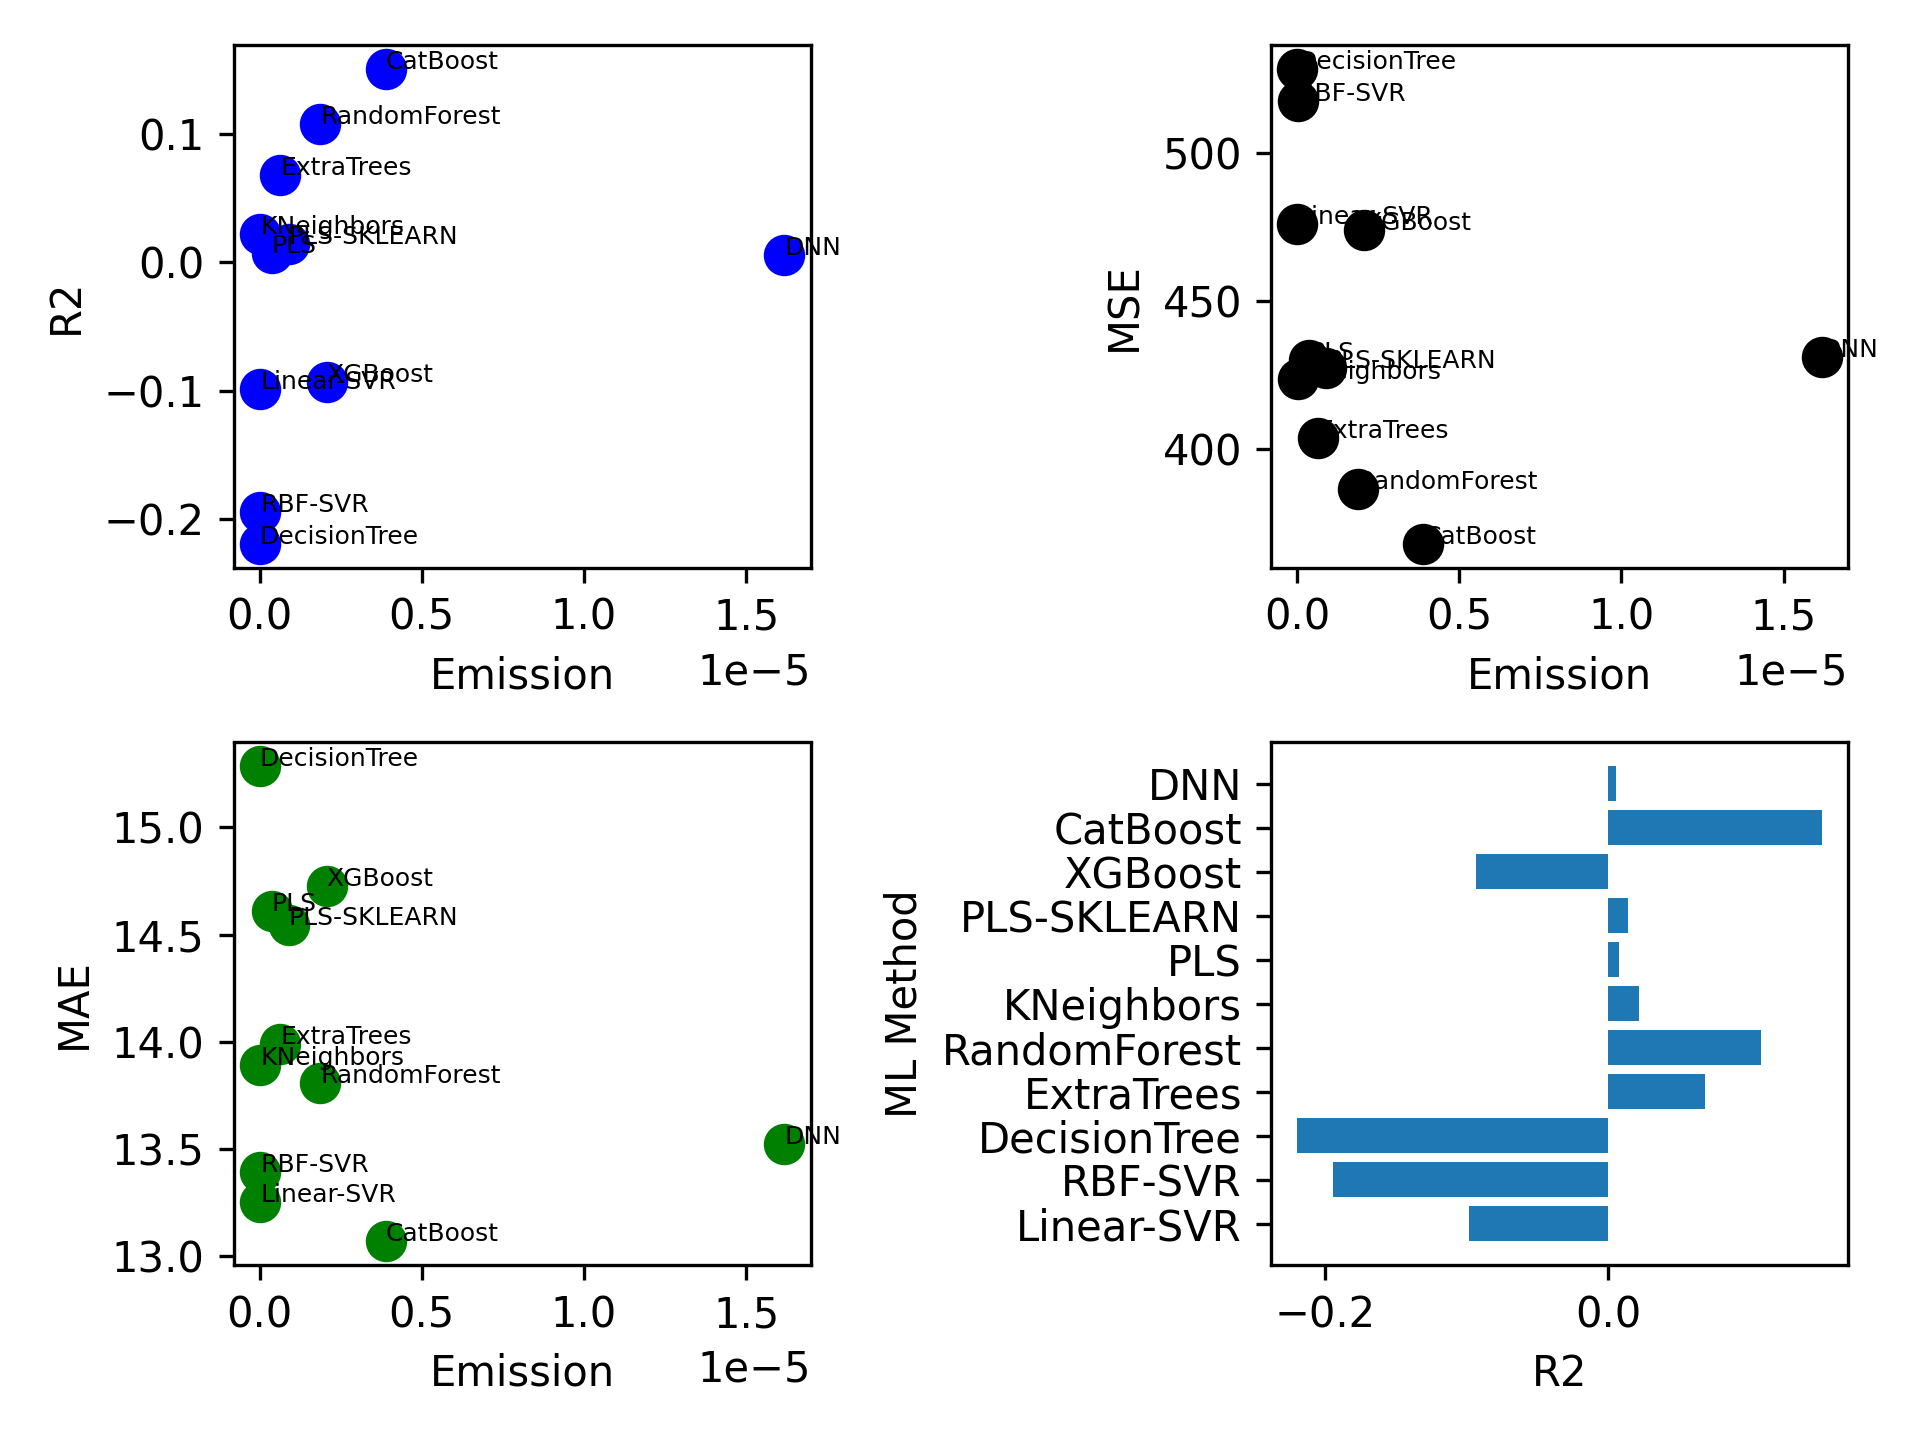 CatBoost
RandomForest
ExtraTrees
KNeighbors
PLS-SKLEARN
PLS
DNN
XGBoost
Linear-SVR
RBF-SVR
DecisionTree
0.1
0.0
−0.1
−0.2
R2
0.0 0.5 1.0 1.5
1e−5
Emission
ecisionTree
BF-SVR
inear-SVR
GBoost
LS
LS-SKLEARN
ighbors
NN
xtraTrees
andomForest
atBoost
500
450
400
MSE
0.0 0.5 1.0 1.5
1e−5
Emission
DecisionTree
XGBoost
PLS
PLS-SKLEARN
ExtraTrees
KNeighbors
RandomForest
DNN
RBF-SVR
Linear-SVR
CatBoost
15.0
14.5
14.0
13.5
13.0
MAE
0.0 0.5 1.0 1.5
1e−5
Emission
DNN
CatBoost
XGBoost
PLS-SKLEARN
PLS
KNeighbors
RandomForest
ExtraTrees
DecisionTree
RBF-SVR
Linear-SVR
ML Method
−0.2 0.0
R2